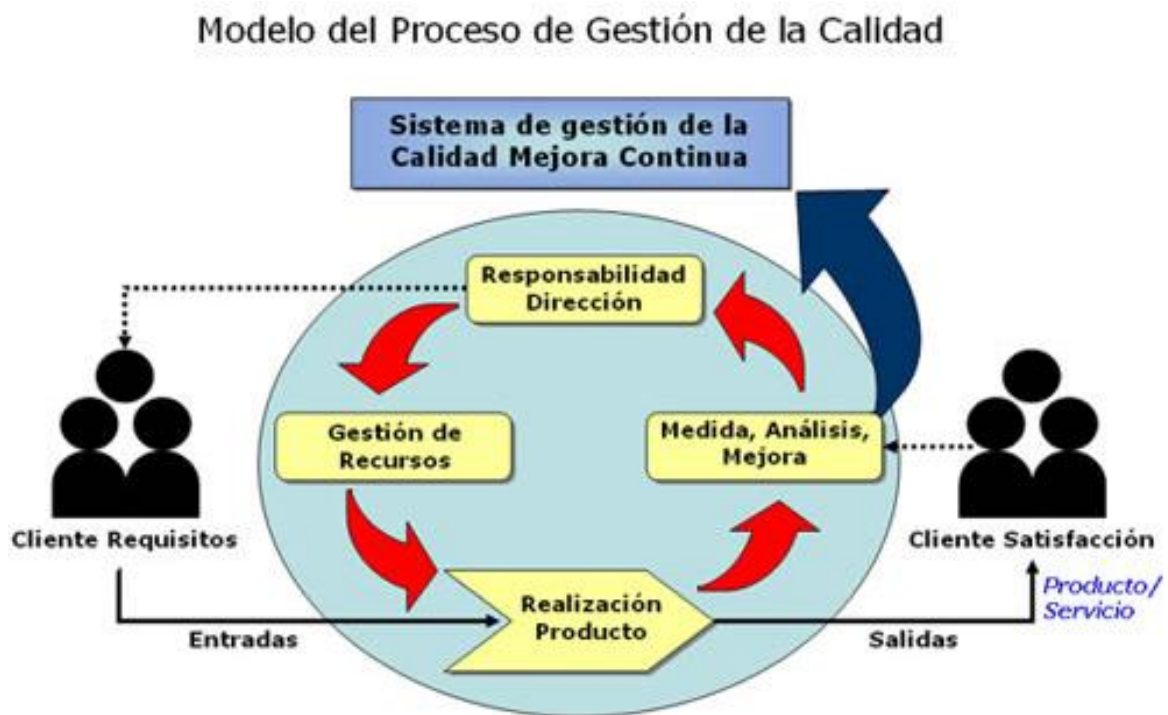 Modelo del Proceso de Gestión de la Calidad
Sistema de gestión de la
Calidad Mejora Continua
Responsabilidad
Dirección
Gestión de
Recursos
Medida, Análisis,
Mejora
Cliente Requisitos
Cliente Satisfacción
Realización
Producto
Entradas
Salidas
Producto/
Servicio